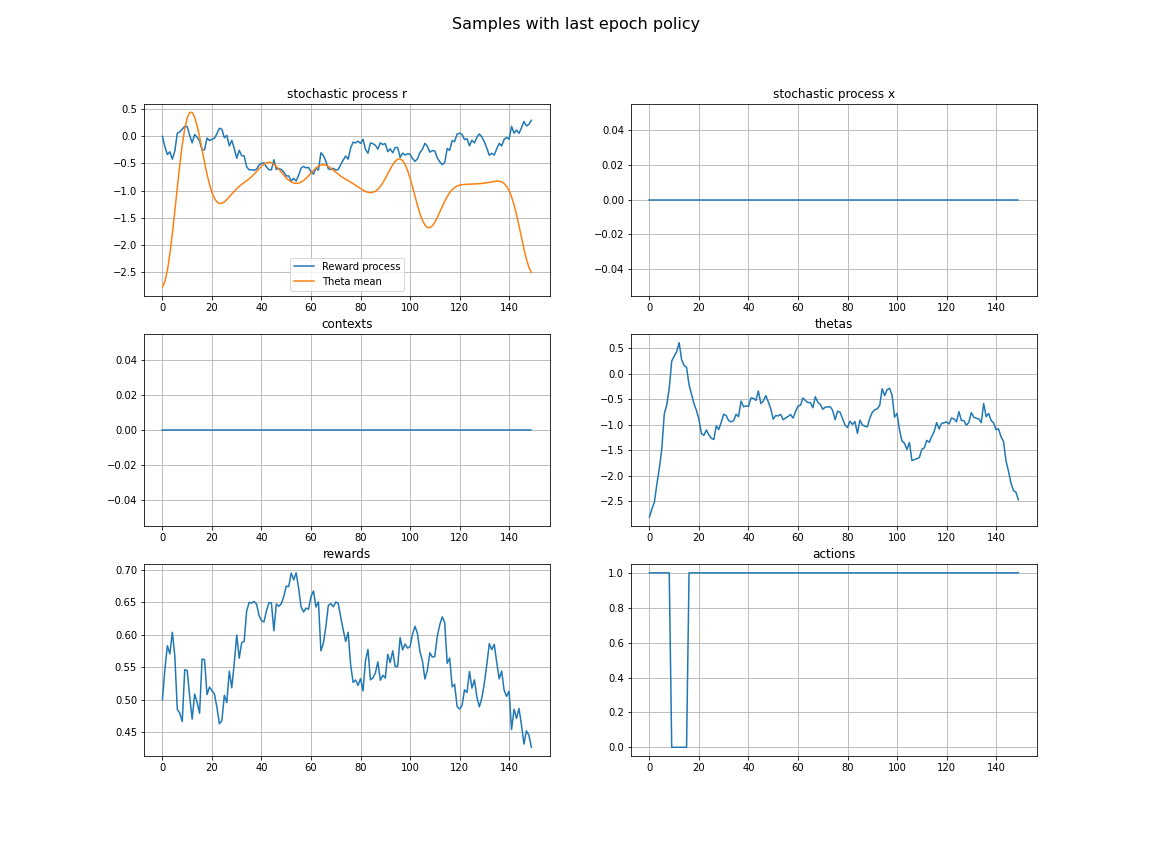 Samples with last epoch policy
stochastic process r
0.5
0.0
−0.5
−1.0
−1.5
−2.0
−2.5
Reward process
Theta mean
0 20 40 60 80 100 120 140
stochastic process x
0.04
0.02
0.00
−0.02
−0.04
0 20 40 60 80 100 120 140
contexts
0.04
0.02
0.00
−0.02
−0.04
0 20 40 60 80 100 120 140
thetas
0.5
0.0
−0.5
−1.0
−1.5
−2.0
−2.5
0 20 40 60 80 100 120 140
rewards
0.70
0.65
0.60
0.55
0.50
0.45
0 20 40 60 80 100 120 140
actions
1.0
0.8
0.6
0.4
0.2
0.0
0 20 40 60 80 100 120 140